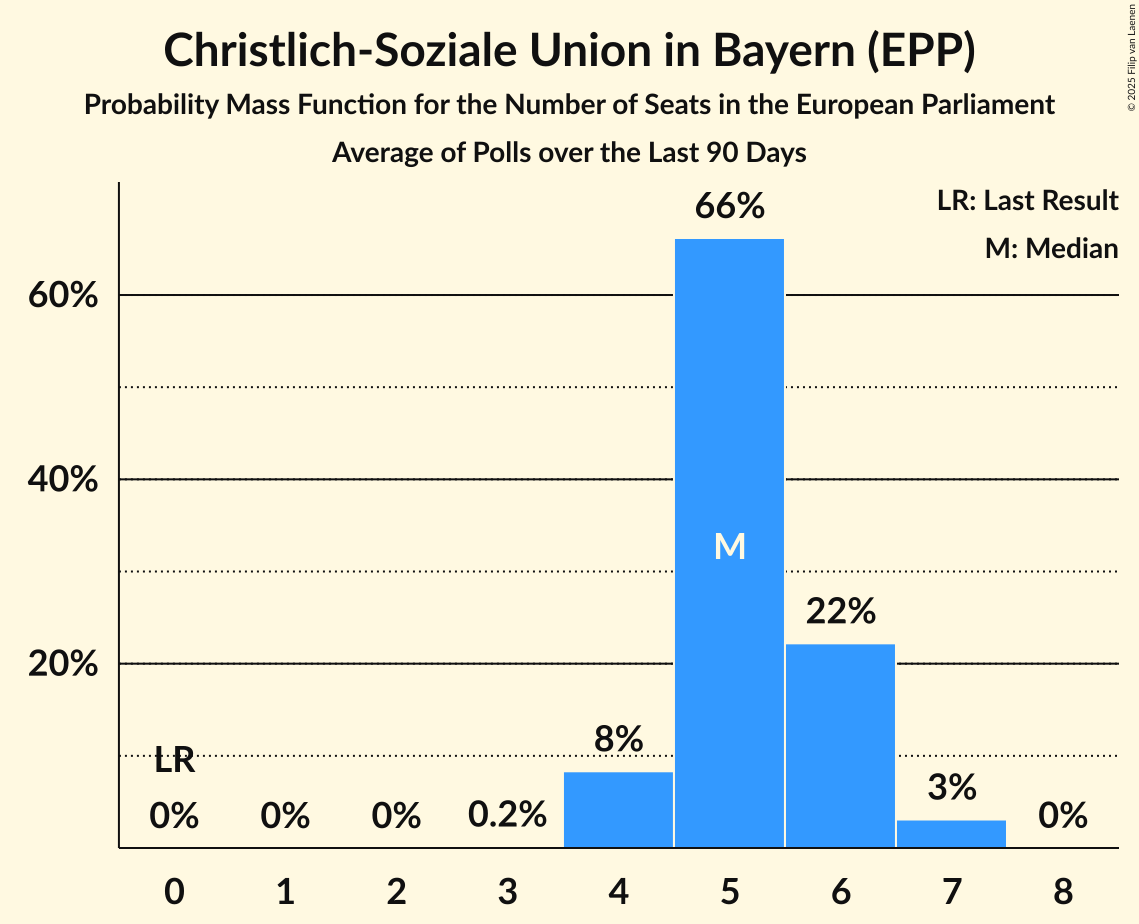 Christlich-Soziale Union in Bayern (EPP)
Probability Mass Function for the Number of Seats in the European Parliament
Average of Polls over the Last 90 Days
© 2025 Filip van Laenen
LR: Last Result
M: Median
66%
60%
40%
M
22%
20%
8%
LR
3%
0% 0% 0% 0.2% 0%
0 1 2 3 4 5 6 7 8